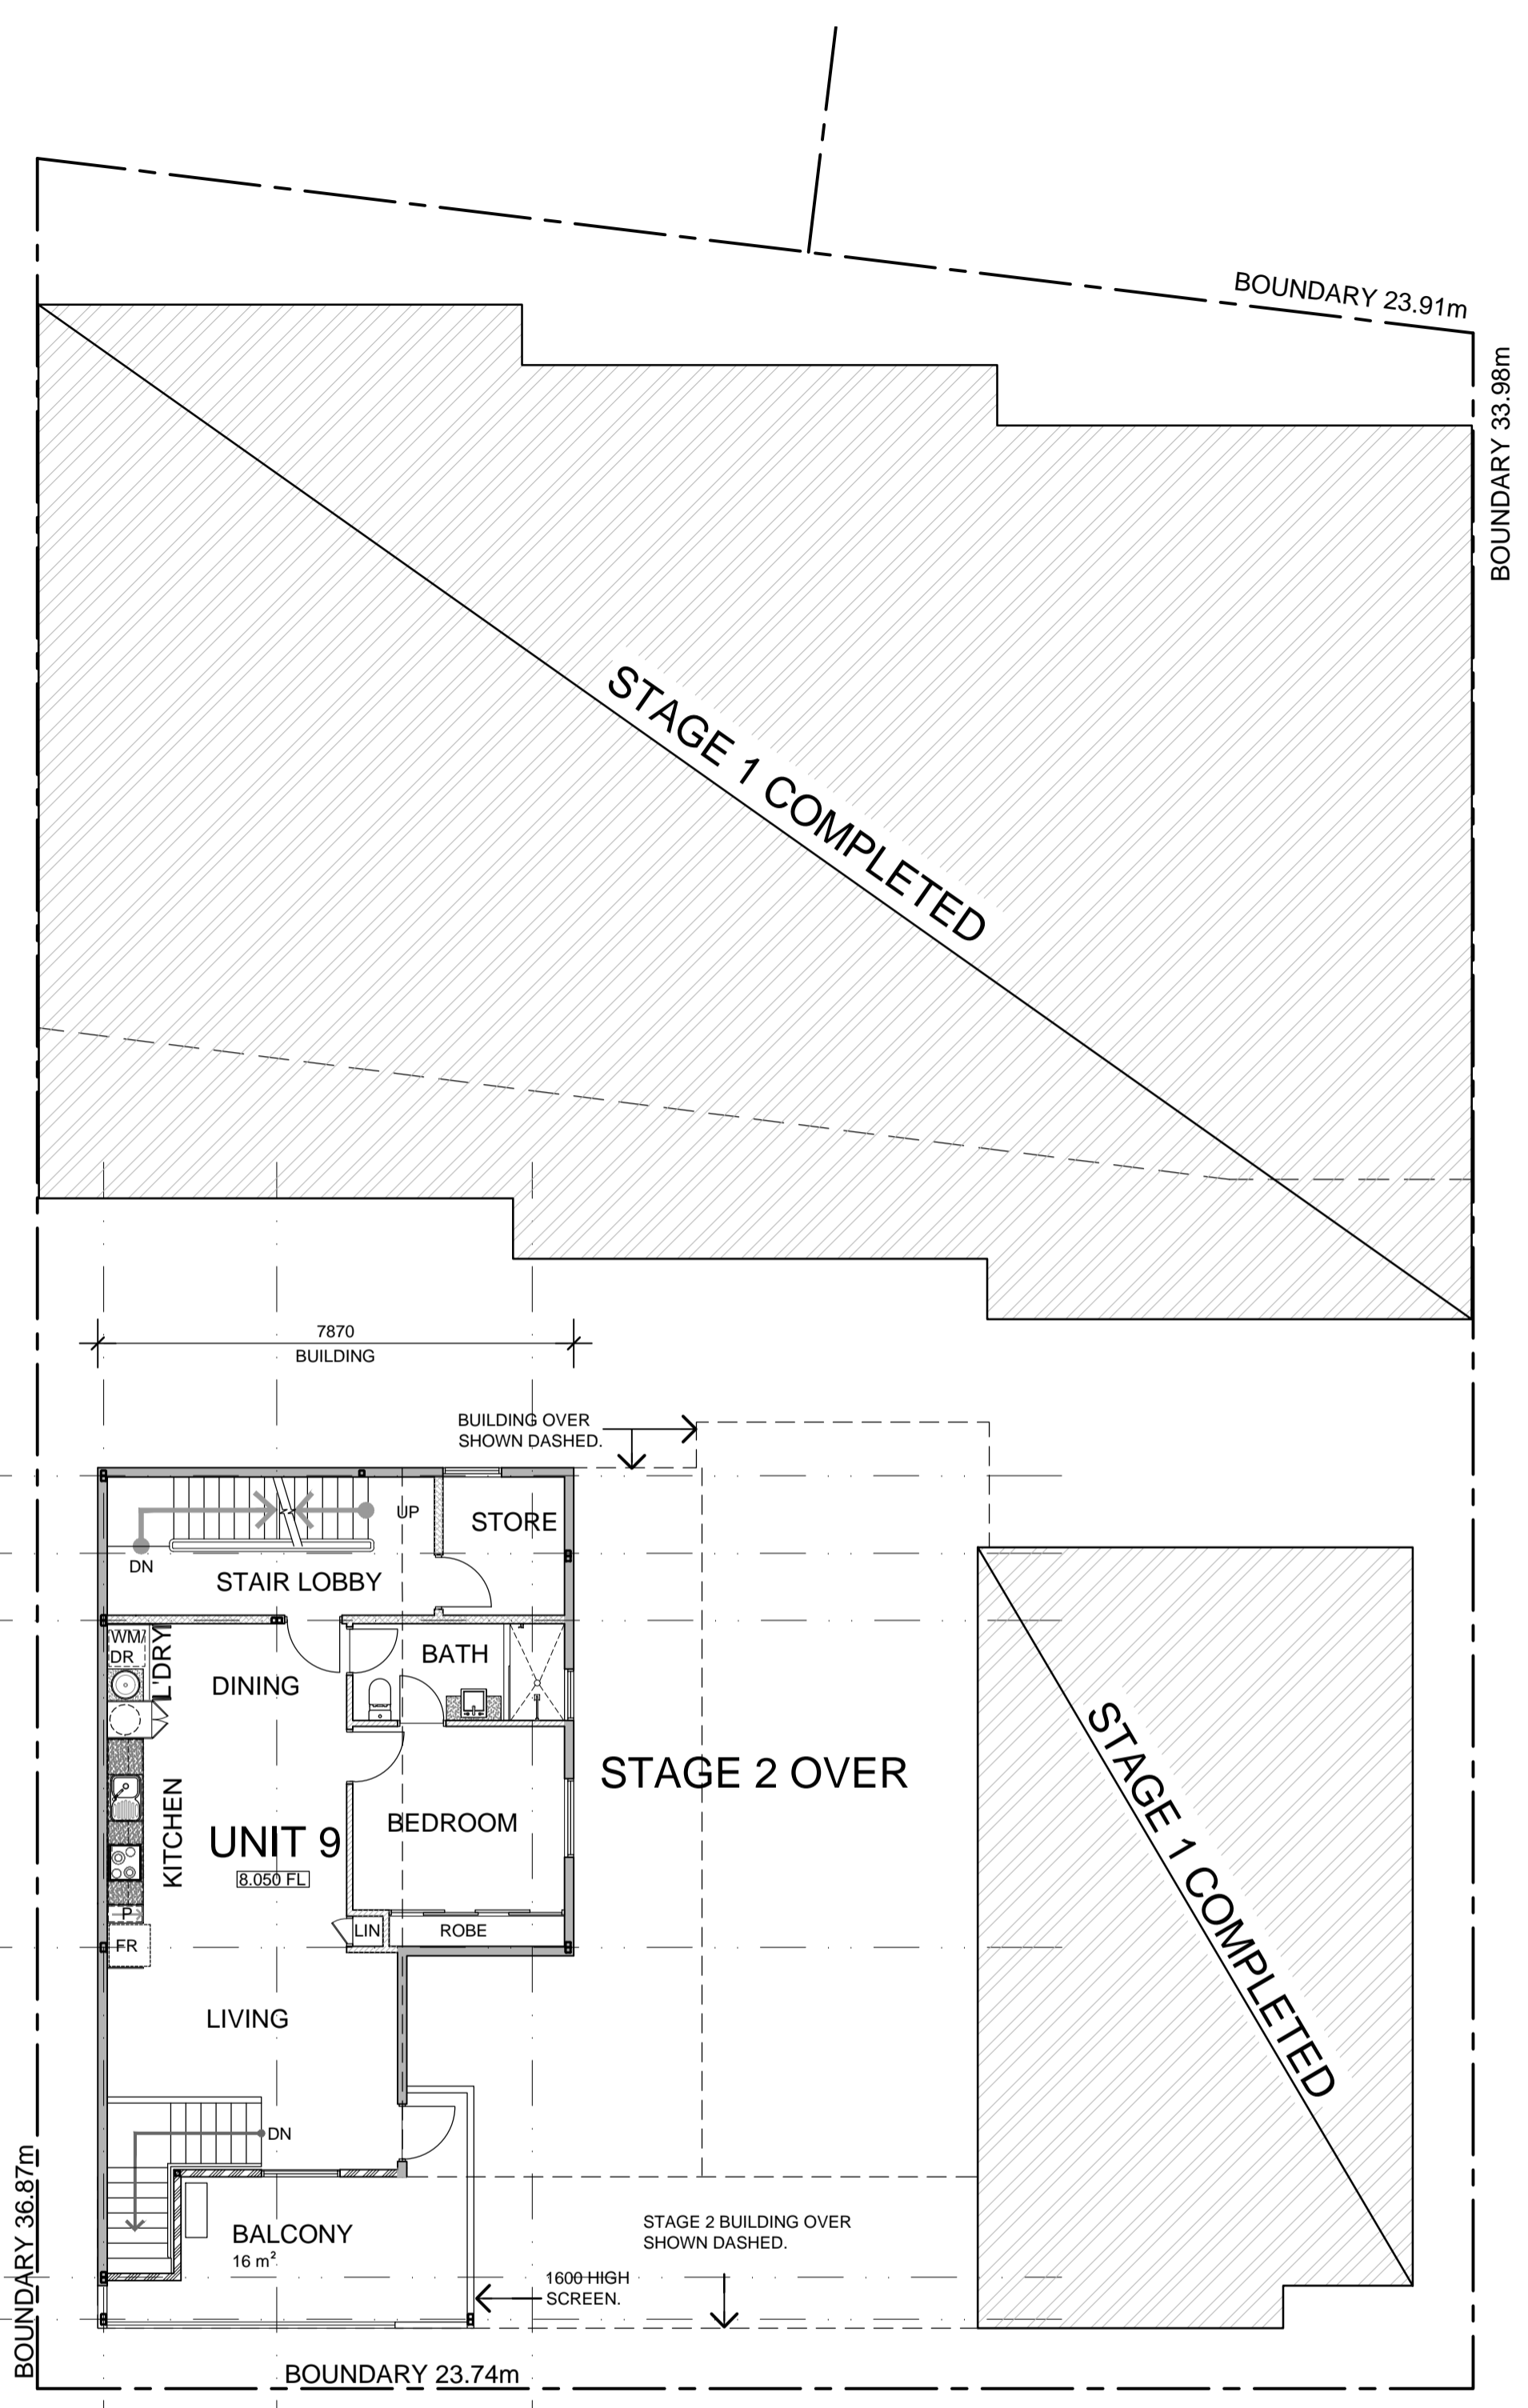 BOUNDARY 23.91m
BOUNDARY 33.98m
STAGE 1 COMPLETED
7870
BUILDING
BUILDING OVER
SHOWN DASHED.
UP
STORE
DN
STAIR LOBBY
WM/
DR
L'DRY
BATH
DINING
STAGE 2 OVER
STAGE 1 COMPLETED
KITCHEN
BEDROOM
UNIT 9
8.050 FL
P
FR
LIN
ROBE
LIVING
DN
BALCONY
16 m²
STAGE 2 BUILDING OVER
SHOWN DASHED.
1600 HIGH
SCREEN.
BOUNDARY 36.87m
BOUNDARY 23.74m